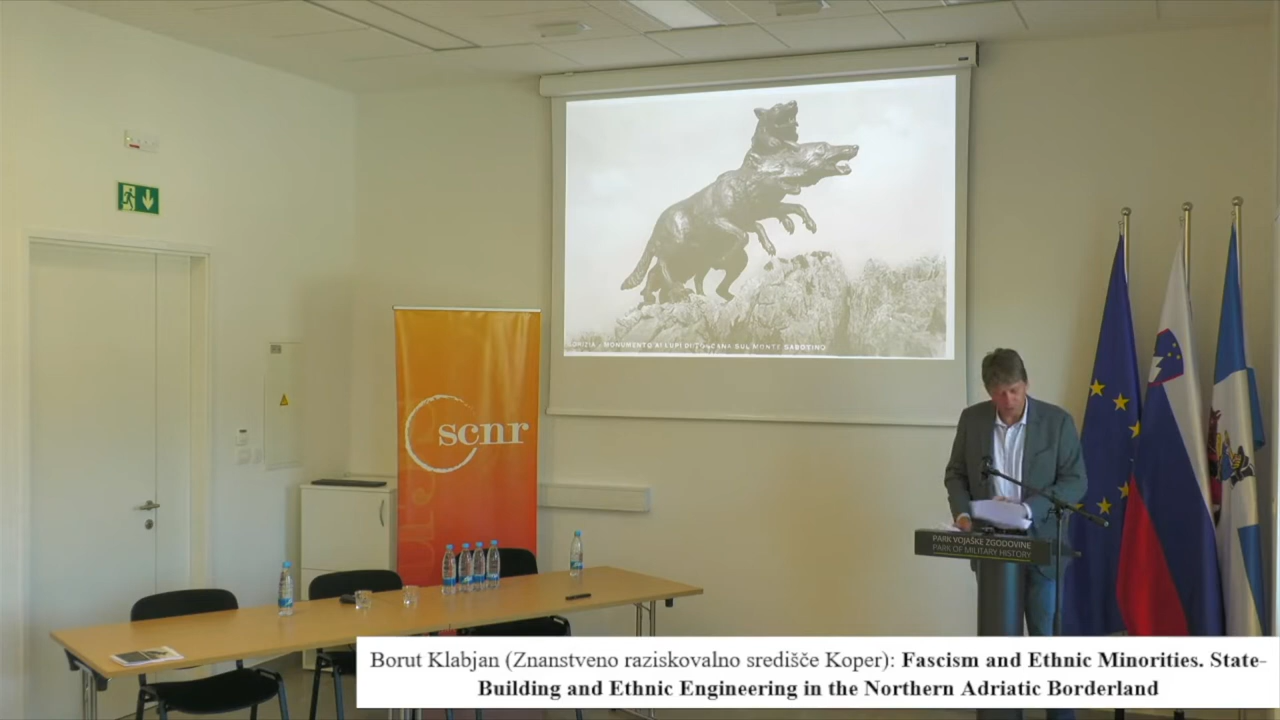 GORIZIA - MONUMENTO AI LUPI DI TOSCANA SUL MONTE SABOTINO
scnr
PARK VOJAŠKE ZGODOVINE
PARK OF MILITARY HISTORY
Borut Klabjan (Znanstveno raziskovalno središče Koper): Fascism and Ethnic Minorities. State-
Building and Ethnic Engineering in the Northern Adriatic Borderland